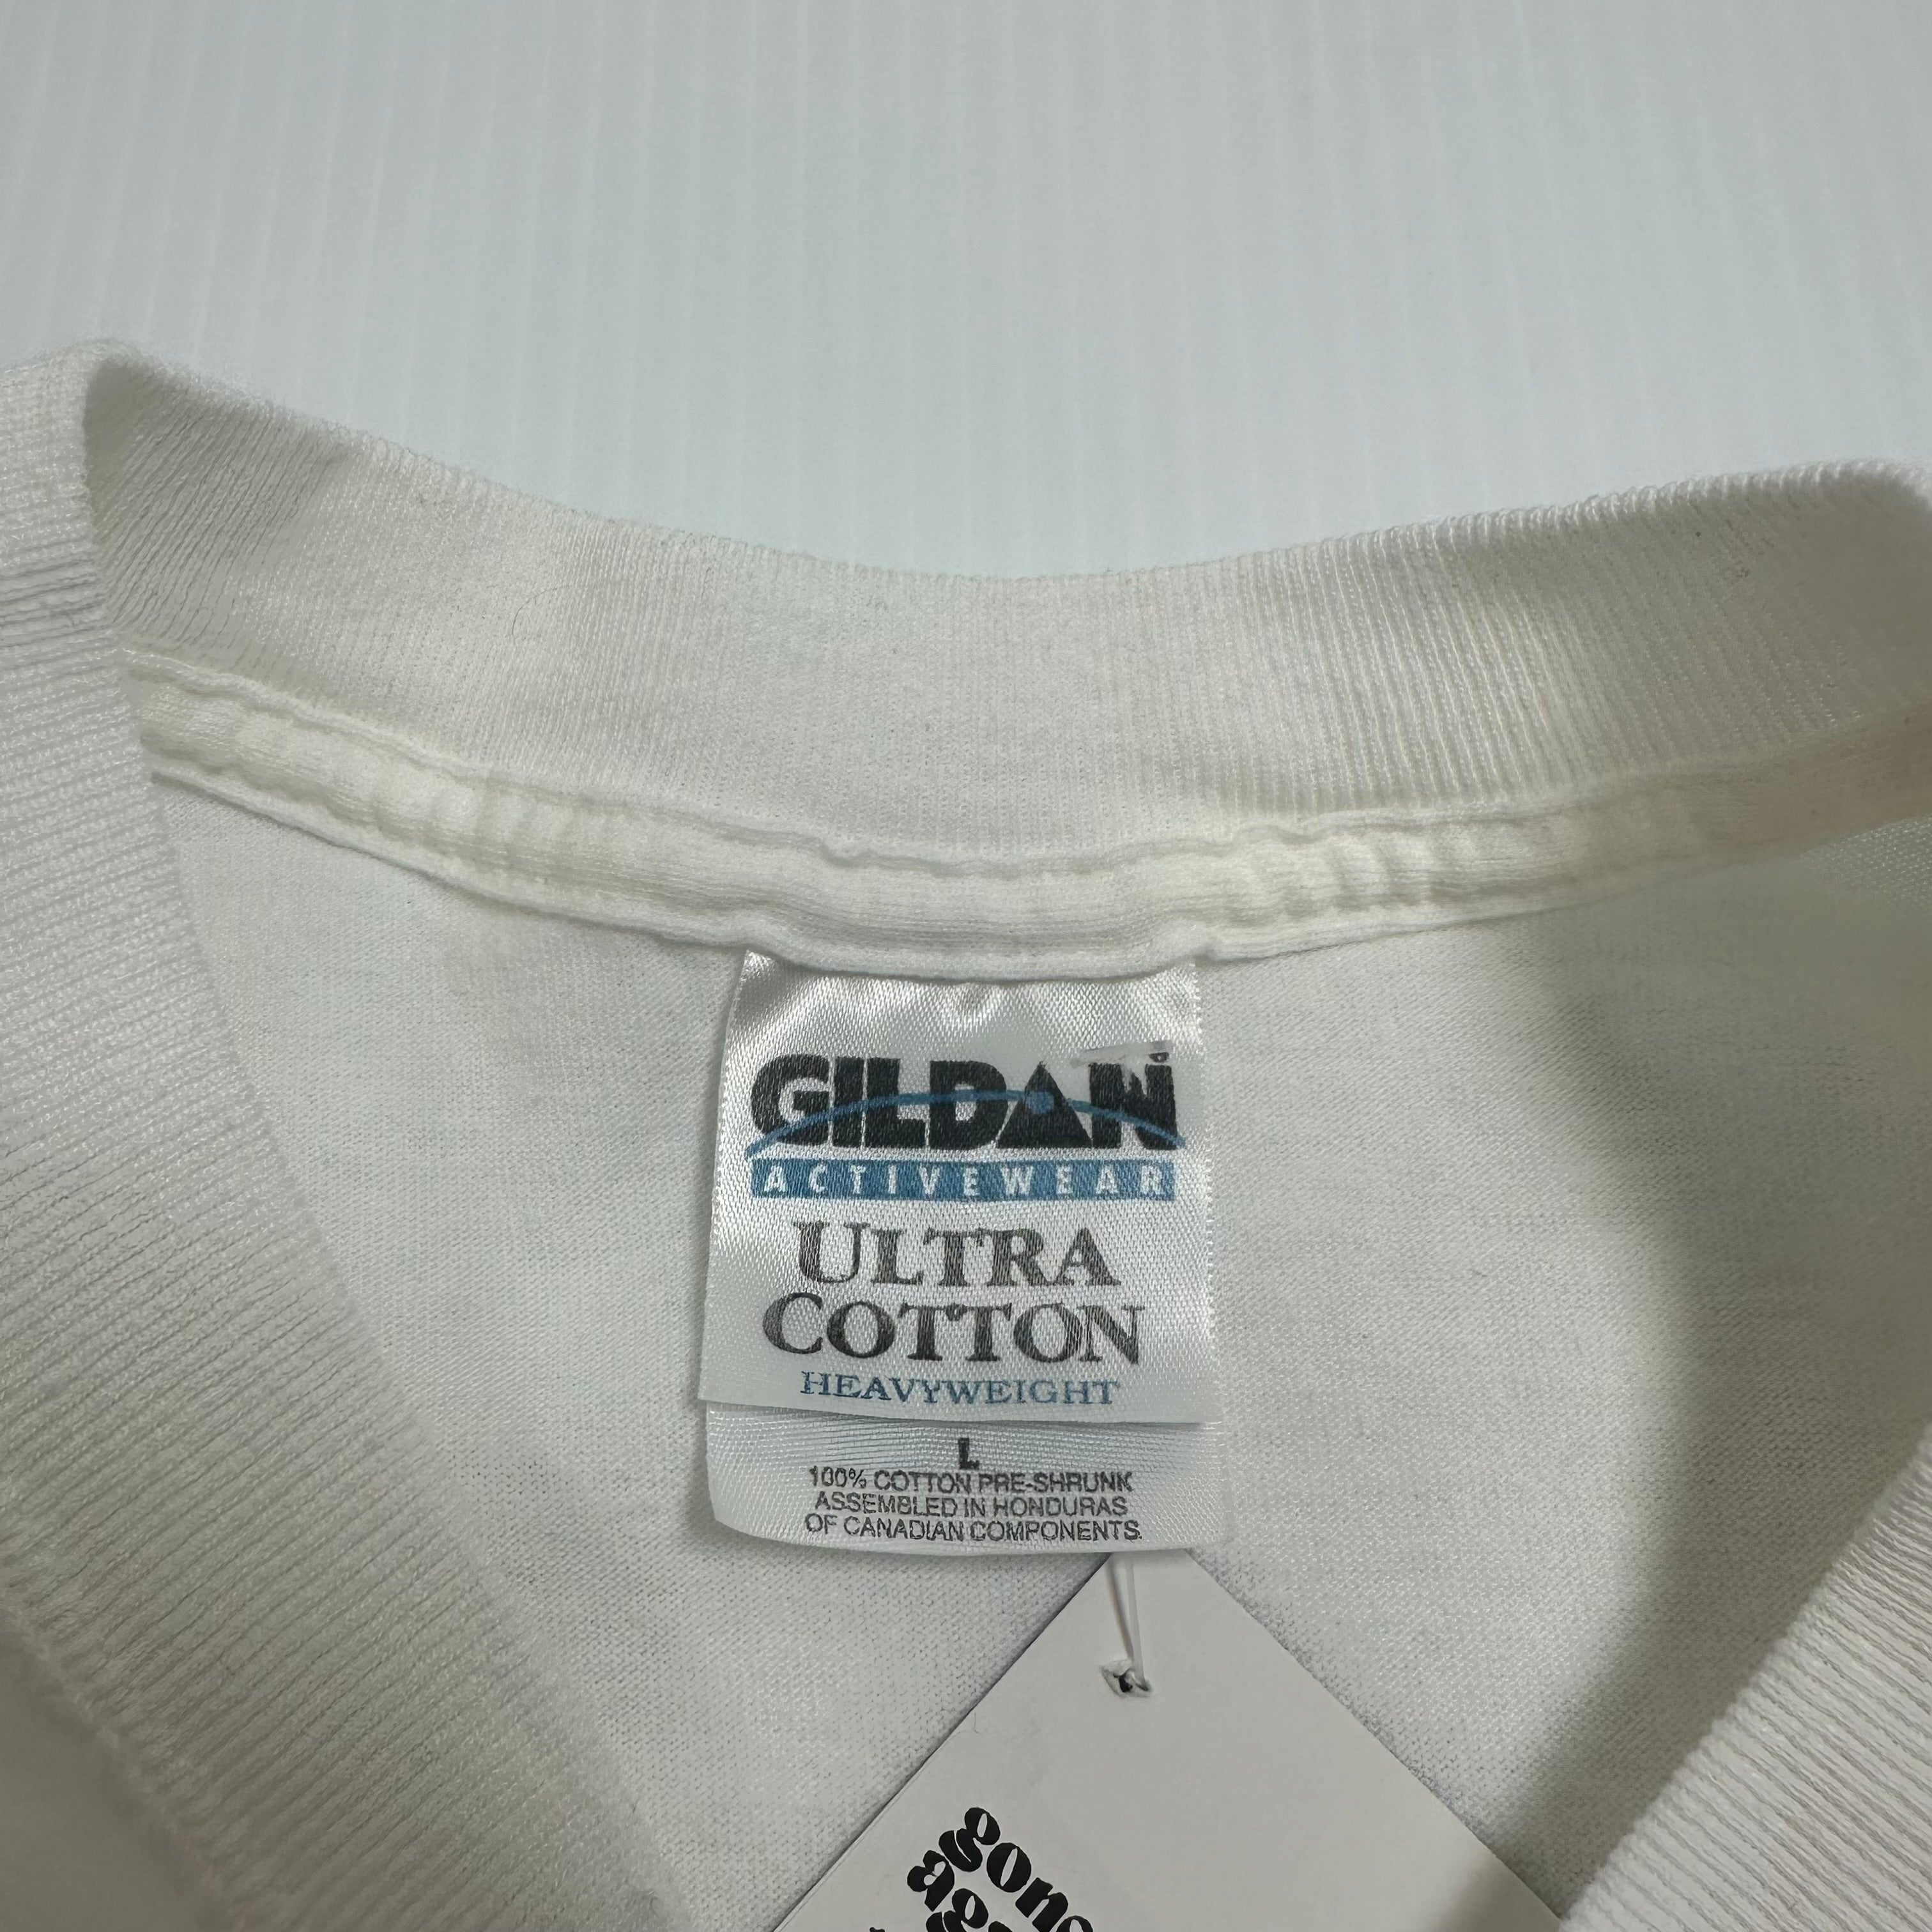 GILDAN
ACTIVEWEAR
ULTRA
COTTON
HEAVYWEIGHT
L
100% COTTON PRE-SHRUNK
ASSEMBLED IN HONDURAS
OF CANADIAN COMPONENTS.